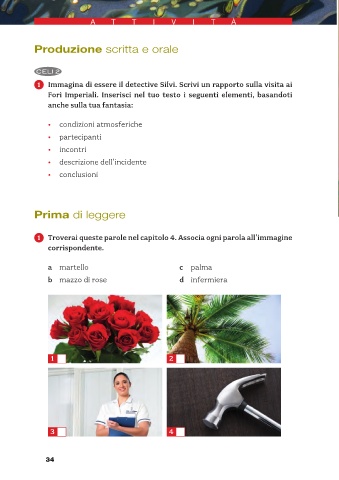 ATTIVITÀ
Produzione scritta e orale
CELI 2
1 Immagina di essere il detective Silvi. Scrivi un rapporto sulla visita ai
Fori Imperiali. Inserisci nel tuo testo i seguenti elementi, basandoti
anche sulla tua fantasia:
• condizioni atmosferiche
• partecipanti
• incontri
• descrizione dell'incidente
• conclusioni
Prima di leggere
1 Troverai queste parole nel capitolo 4. Associa ogni parola all'immagine
corrispondente.
a martello
b mazzo di rose
c palma
d infermiera
1
2
3
4
34